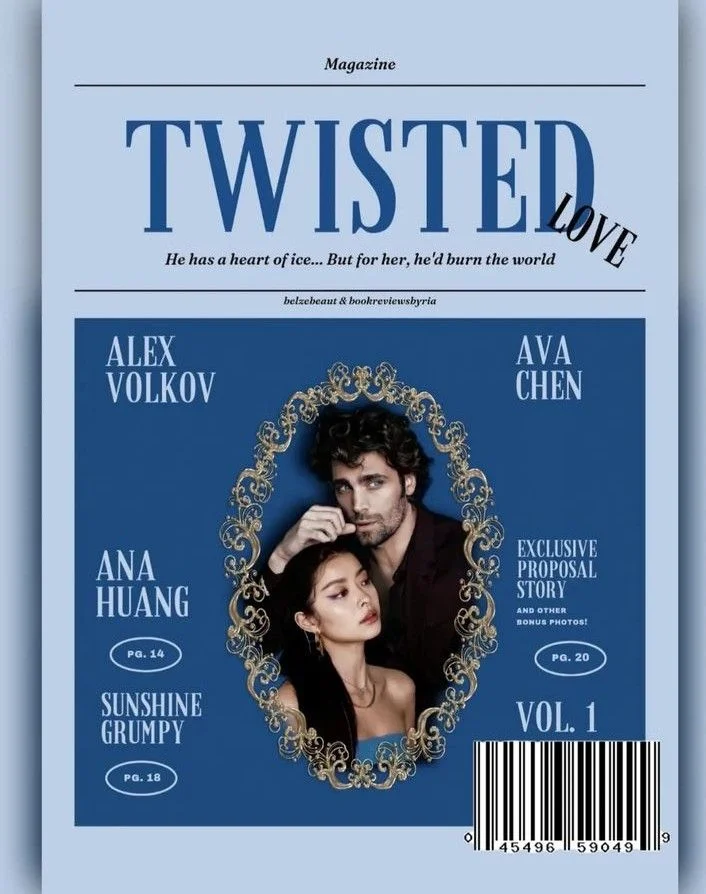 Magazine
TWISTED
LOVE
He has a heart of ice... But for her, he'd burn the world
belzebeaut & bookreviewsbyria
ALEX
VOLKOV
AVA
CHEN
ANA
HUANG
PG. 14
SUNSHINE
GRUMPY
PG. 18
EXCLUSIVE
PROPOSAL
STORY
AND OTHER
BONUS PHOTOS!
PG. 20
VOL. 1
0 45496 59049 9